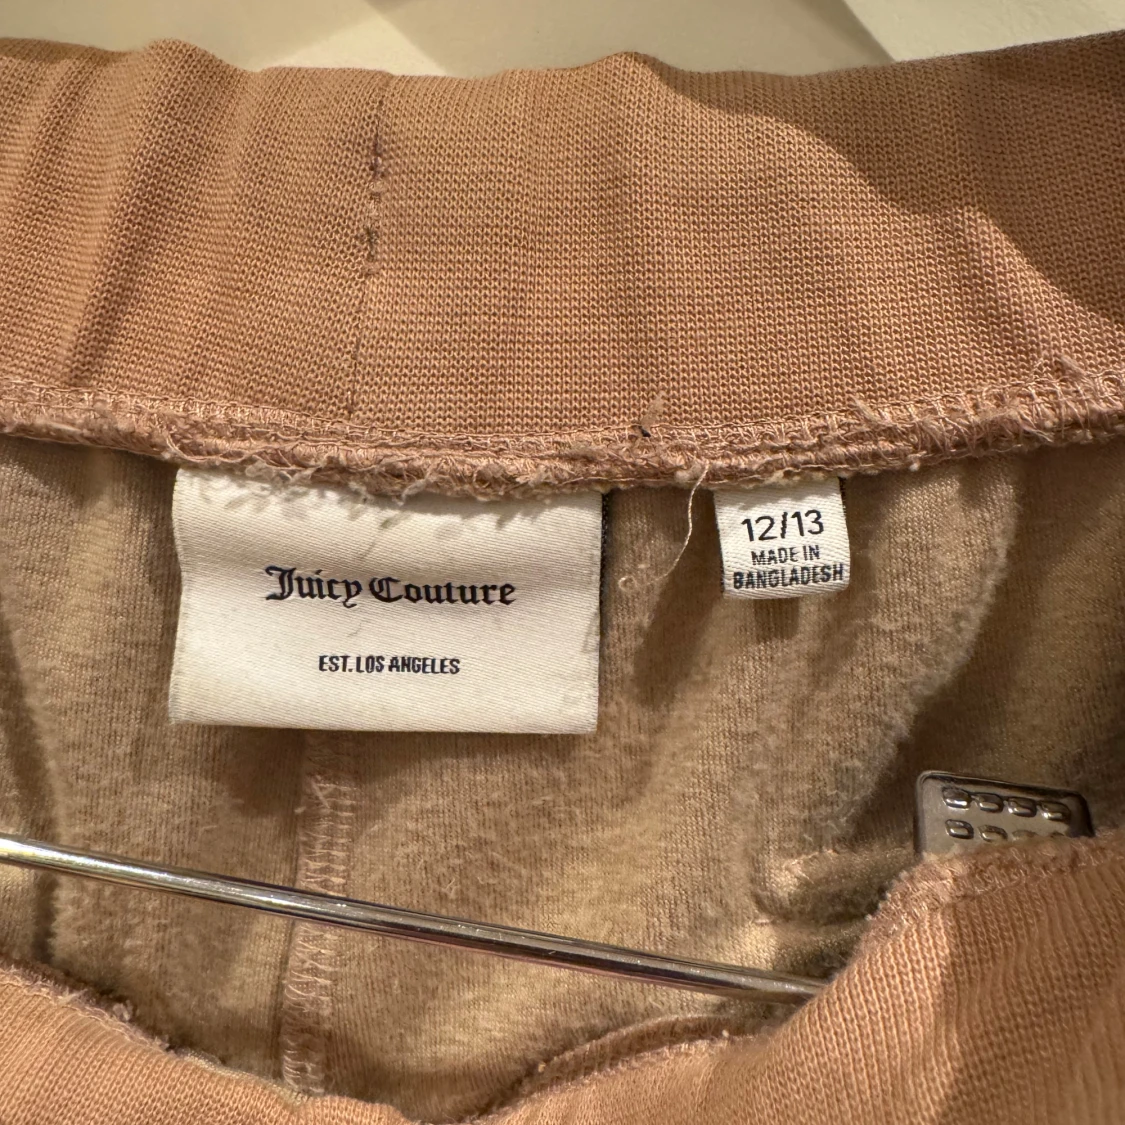 Juicy Couture
EST. LOS ANGELES
12/13
MADE IN
BANGLADESH